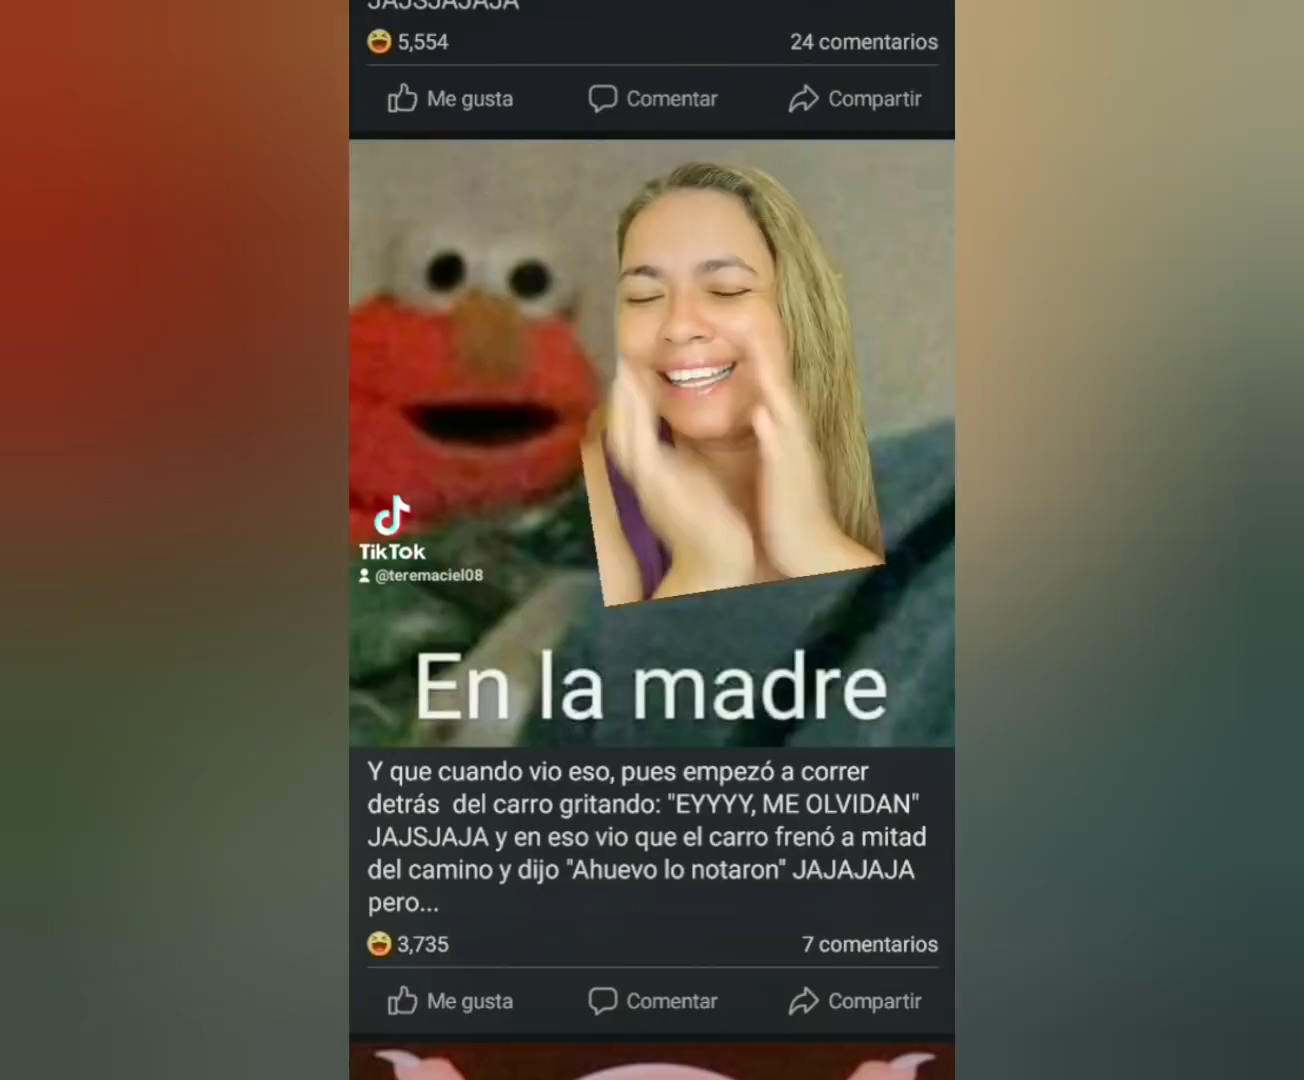 JAJSJAJAJA
5,554
24 comentarios
Me gusta
Comentar
Compartir
TikTok
@teremaciel08
En la madre
Y que cuando vio eso, pues empezó a correr
detrás del carro gritando: "EYYYY, ME OLVIDAN"
JAJSJAJA y en eso vio que el carro frenó a mitad
del camino y dijo "Ahuevo lo notaron" JAJAJAJA
pero...
3,735
7 comentarios
Me gusta
Comentar
Compartir